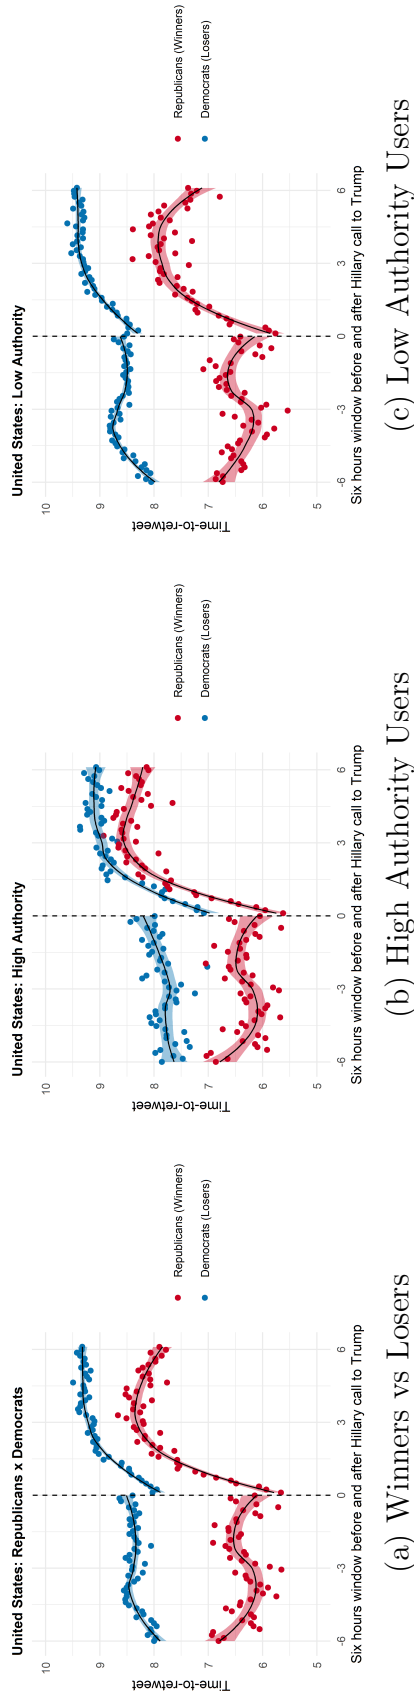 United States: Republicans x Democrats
10
9
8
7
6
5
Time-to-retweet
-6 -3 0 3 6
Six hours window before and after Hillary call to Trump
Republicans (Winners)
Democrats (Losers)
(a) Winners vs Losers
United States: High Authority
10
9
8
7
6
5
Time-to-retweet
-6 -3 0 3 6
Six hours window before and after Hillary call to Trump
Republicans (Winners)
Democrats (Losers)
(b) High Authority Users
United States: Low Authority
10
9
8
7
6
5
Time-to-retweet
-6 -3 0 3 6
Six hours window before and after Hillary call to Trump
Republicans (Winners)
Democrats (Losers)
(c) Low Authority Users